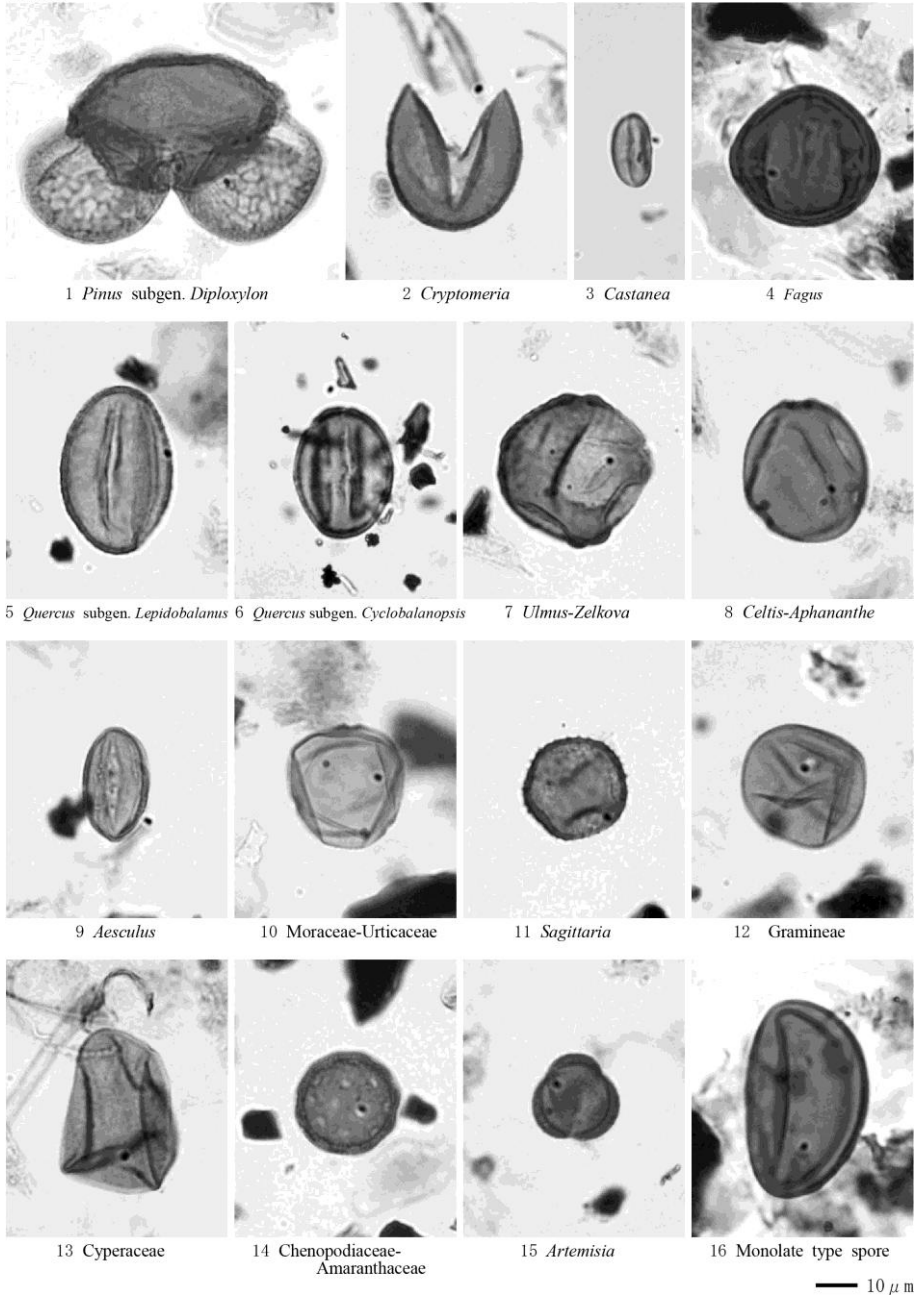 1 Pinus subgen. Diploxylon
2 Cryptomeria
3 Castanea
4 Fagus
5 Quercus subgen. Lepidobalanus
6 Quercus subgen. Cyclobalanopsis
7 Ulmus-Zelkova
8 Celtis-Aphananthe
9 Aesculus
10 Moraceae-Urticaceae
11 Sagittaria
12 Gramineae
13 Cyperaceae
14 Chenopodiaceae-
Amaranthaceae
15 Artemisia
16 Monolate type spore
10 μm